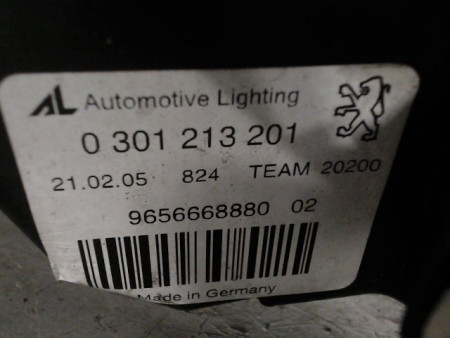 AL Automotive Lighting
0 301 213 201
21.02.05 824 TEAM 20200
9656668880 02
Made in Germany